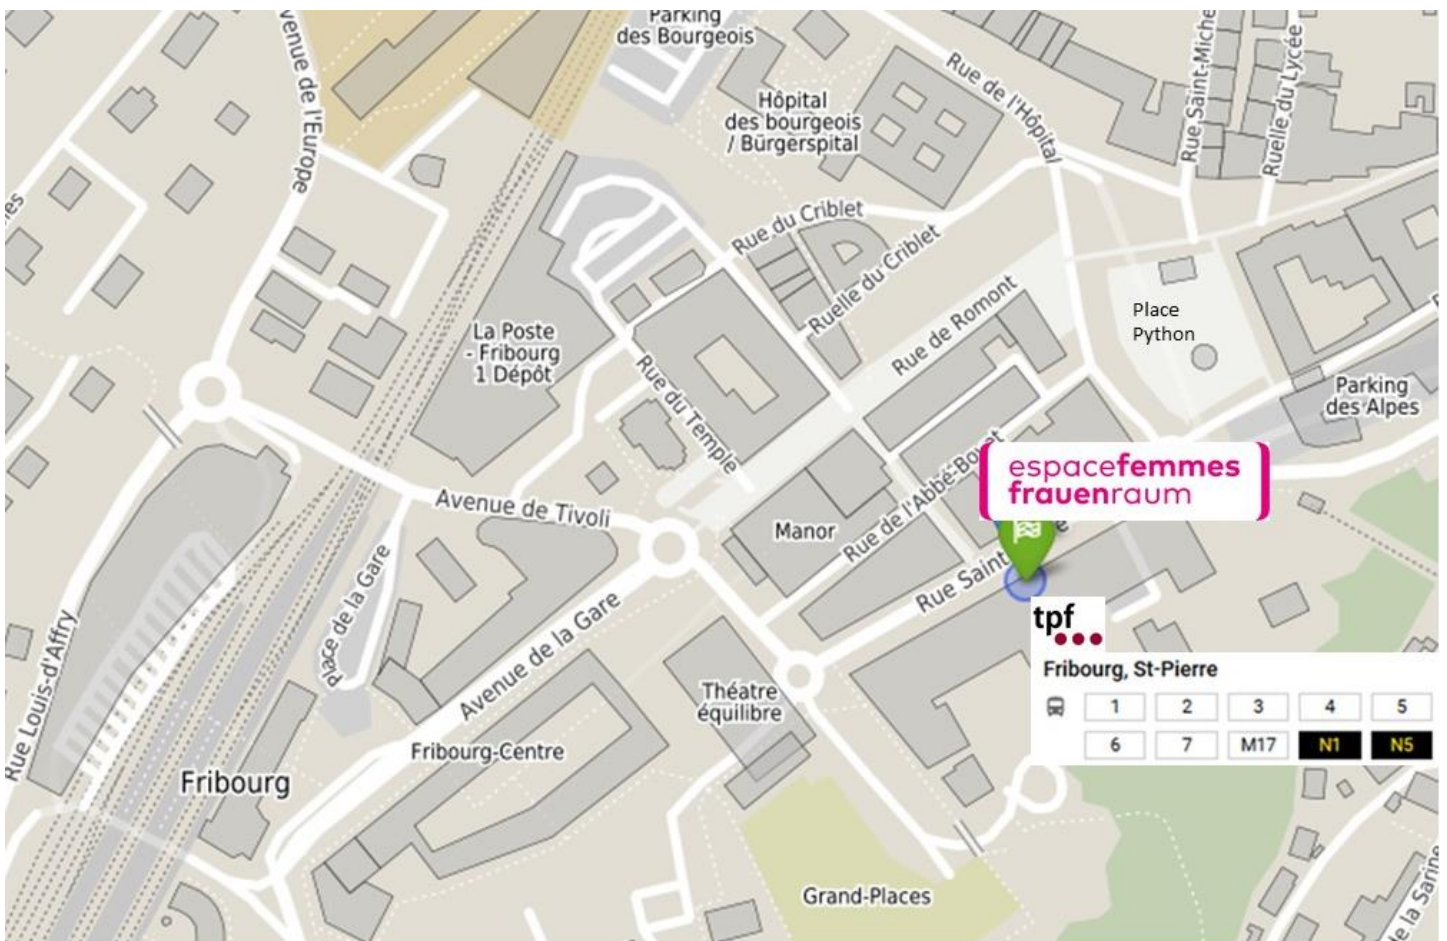 Parking
des Bourgeois
Avenue de l'Europe
Hôpital
des bourgeois
/ Bürgerspital
Rue de l'Hôpital
Rue Saint-Miche
Ruelle du Lycée
Rue du Criblet
Ruelle du Criblet
Rue de Romont
Place
Python
La Poste
- Fribourg
1 Dépôt
Rue du Temple
Parking
des Alpes
Avenue de Tivoli
Manor
Rue de l'Abbé-Bovet
espacefemmes
frauenraum
Rue Saint
Place de la Gare
Avenue de la Gare
Rue Louis-d'Affry
Théatre
équilibre
Fribourg-Centre
Fribourg
Grand-Places
tpf
Fribourg, St-Pierre
1 2 3 4 5
6 7 M17 N1 N5
e la Sarine